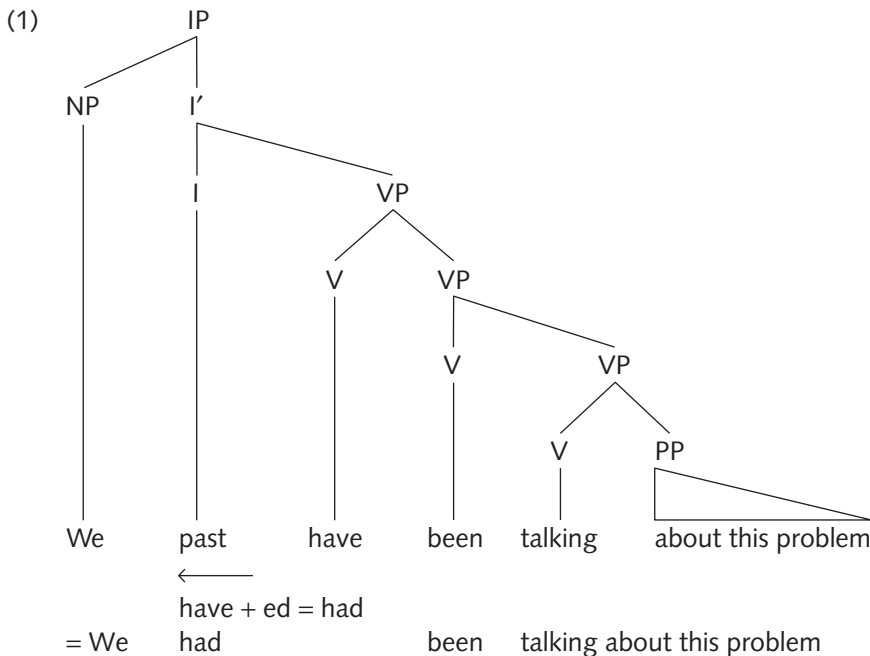 (1) IP
NP I′
I VP
V VP
V VP
V PP
We past have been talking about this problem
have + ed = had
= We had been talking about this problem